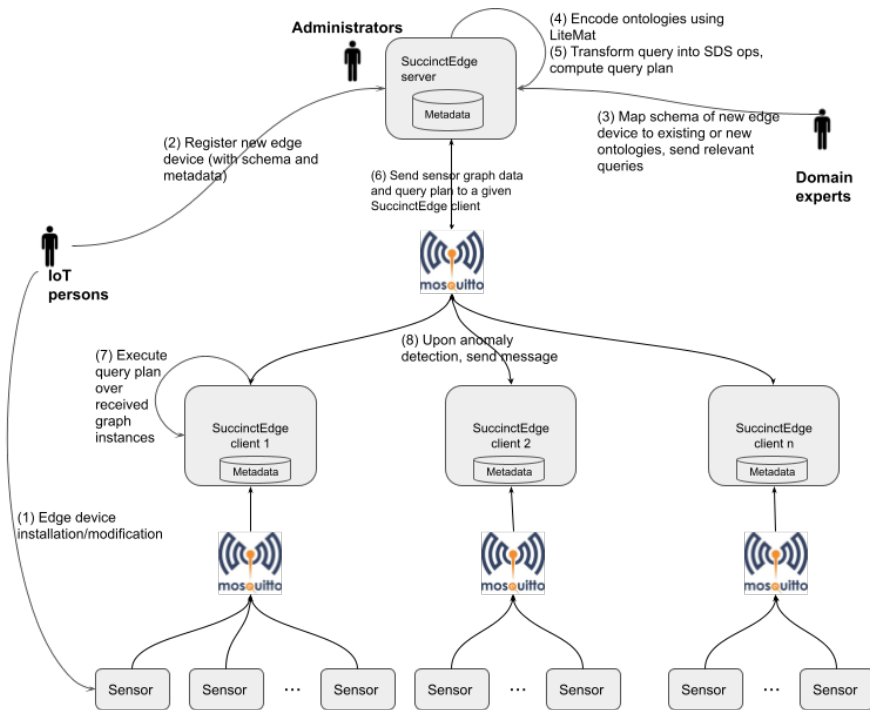 Administrators
(4) Encode ontologies using
LiteMat
(5) Transform query into SDS ops,
compute query plan
SuccinctEdge
server
Metadata
(2) Register new edge
device (with schema and
metadata)
(3) Map schema of new edge
device to existing or new
ontologies, send relevant
queries
Domain
experts
(6) Send sensor graph data
and query plan to a given
SuccinctEdge client
IoT
persons
mosquitto
(7) Execute
query plan
over
received
graph
instances
(8) Upon anomaly
detection, send message
SuccinctEdge
client 1
Metadata
SuccinctEdge
client 2
Metadata
SuccinctEdge
client n
Metadata
(1) Edge device
installation/modification
mosquitto
mosquitto
mosquitto
Sensor
Sensor
...
Sensor
Sensor
...
Sensor
Sensor
...
Sensor